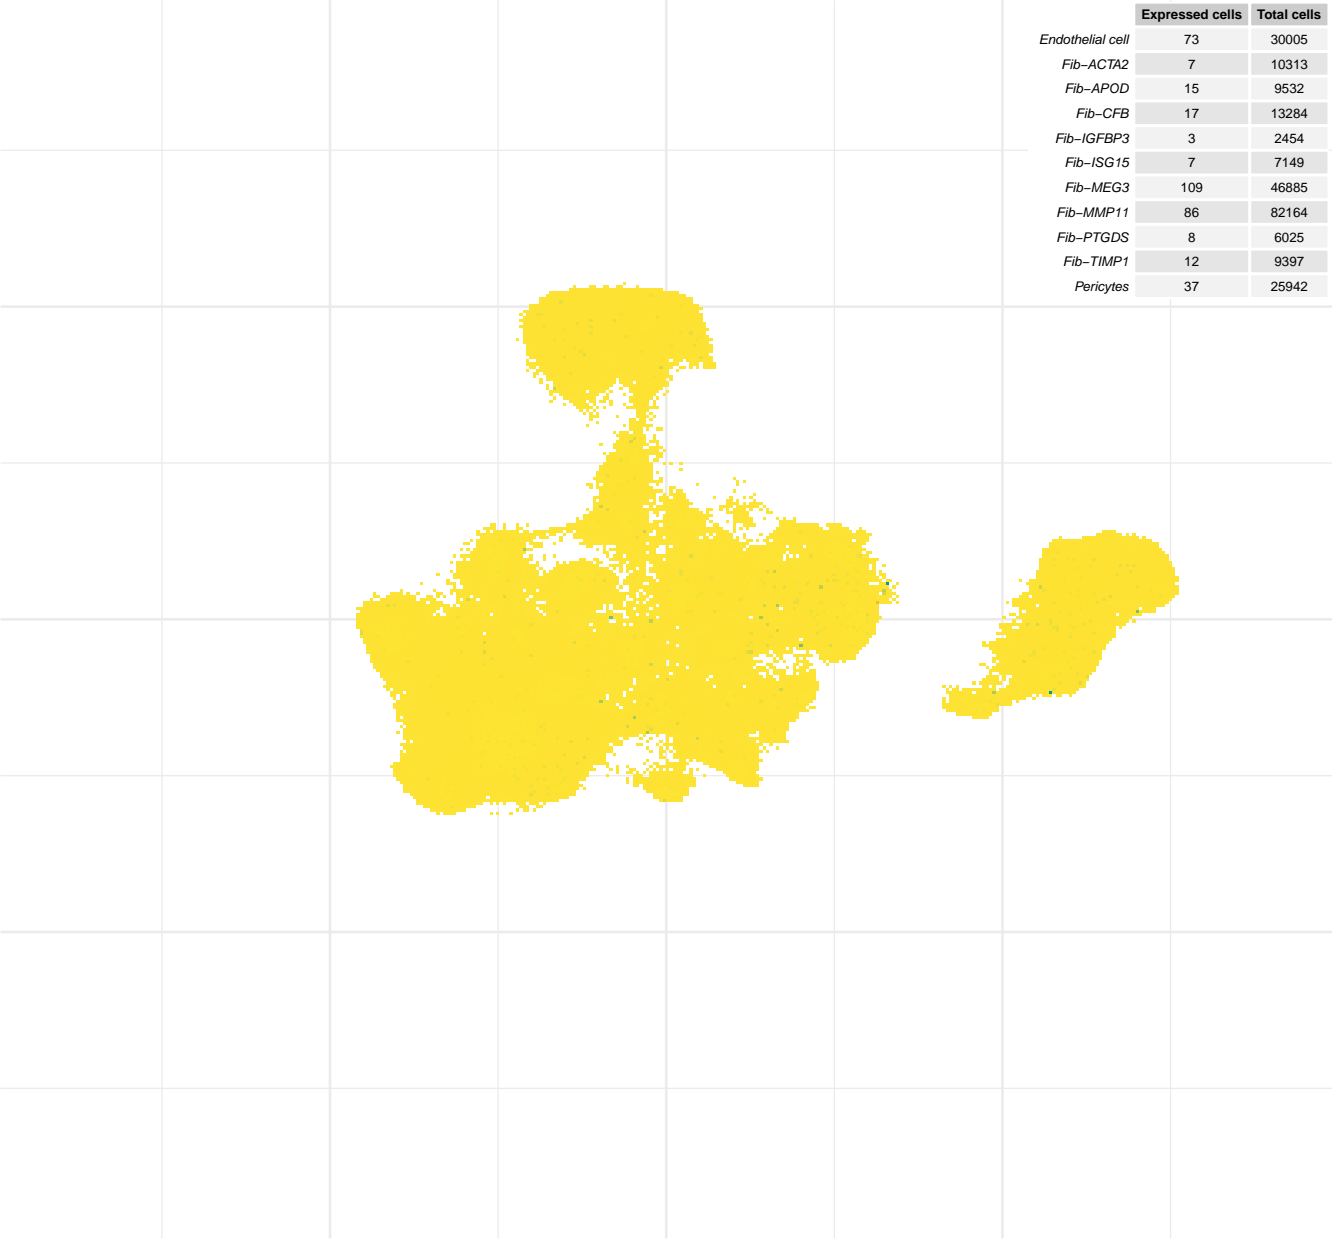 Expressed cells Total cells
Endothelial cell 73 30005
Fib−ACTA2 7 10313
Fib−APOD 15 9532
Fib−CFB 17 13284
Fib−IGFBP3 3 2454
Fib−ISG15 7 7149
Fib−MEG3 109 46885
Fib−MMP11 86 82164
Fib−PTGDS 8 6025
Fib−TIMP1 12 9397
Pericytes 37 25942